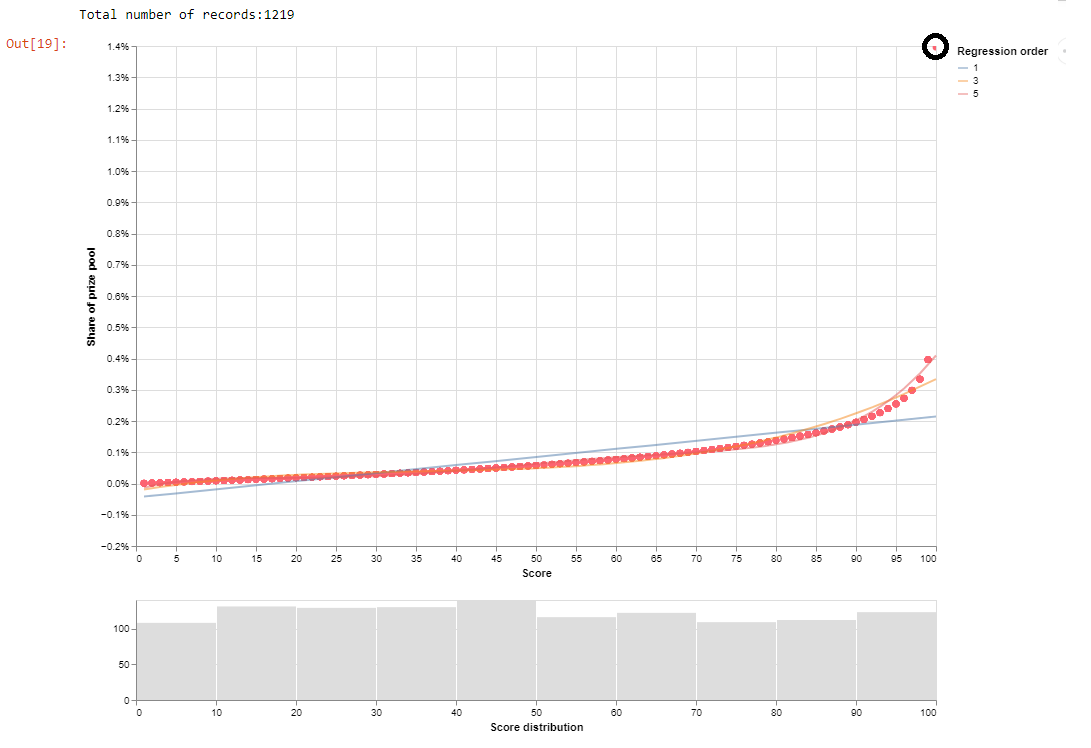 Total number of records:1219
Out[19]:
Regression order
1
3
5
1.4%
1.3%
1.2%
1.1%
1.0%
0.9%
0.8%
0.7%
0.6%
0.5%
0.4%
0.3%
0.2%
0.1%
0.0%
−0.1%
−0.2%
Share of prize pool
0 5 10 15 20 25 30 35 40 45 50 55 60 65 70 75 80 85 90 95 100
Score
100
50
0
0 10 20 30 40 50 60 70 80 90 100
Score distribution